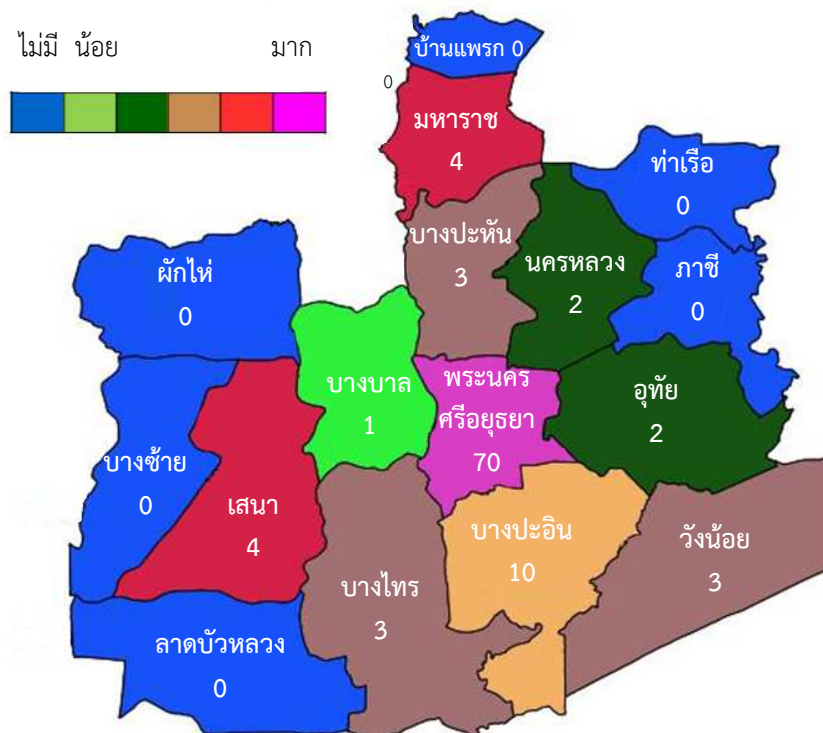 ไม่มี น้อย มาก
บ้านแพรก 0
0
มหาราช
4
ท่าเรือ
0
บางปะหัน
3
นครหลวง
2
ภาชี
0
ผักไห่
0
บางบาล
1
พระนคร
ศรีอยุธยา
70
อุทัย
2
บางซ้าย
0
เสนา
4
บางปะอิน
10
วังน้อย
3
บางไทร
3
ลาดบัวหลวง
0